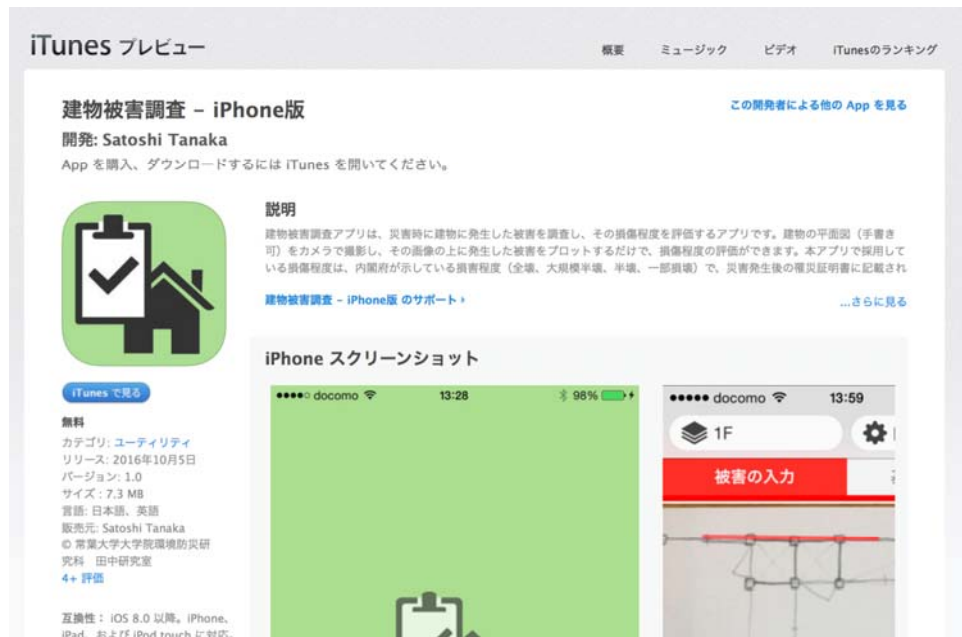 iTunes プレビュー
概要 ミュージック ビデオ iTunesのランキング
建物被害調査 – iPhone版
この開発者による他の App を見る
開発: Satoshi Tanaka
App を購入、ダウンロードするには iTunes を開いてください。
説明
建物被害調査アプリは、災害時に建物に発生した被害を調査し、その損傷程度を評価するアプリです。建物の平面図（手書き
可）をカメラで撮影し、その画像の上に発生した被害をプロットするだけで、損傷程度の評価ができます。本アプリで採用して
いる損傷程度は、内閣府が示している損害程度（全壊、大規模半壊、半壊、一部損壊）で、災害発生後の罹災証明書に記載され
建物被害調査 – iPhone版 のサポート ›
...さらに見る
iPhone スクリーンショット
iTunes で見る
無料
カテゴリ: ユーティリティ
リリース: 2016年10月5日
バージョン: 1.0
サイズ : 7.3 MB
言語: 日本語、英語
販売元: Satoshi Tanaka
© 常葉大学大学院環境防災研
究科 田中研究室
4+ 評価
互換性： iOS 8.0 以降。iPhone、
iPad、および iPod touch に対応。
docomo 13:28 98%
docomo 13:59
1F
被害の入力